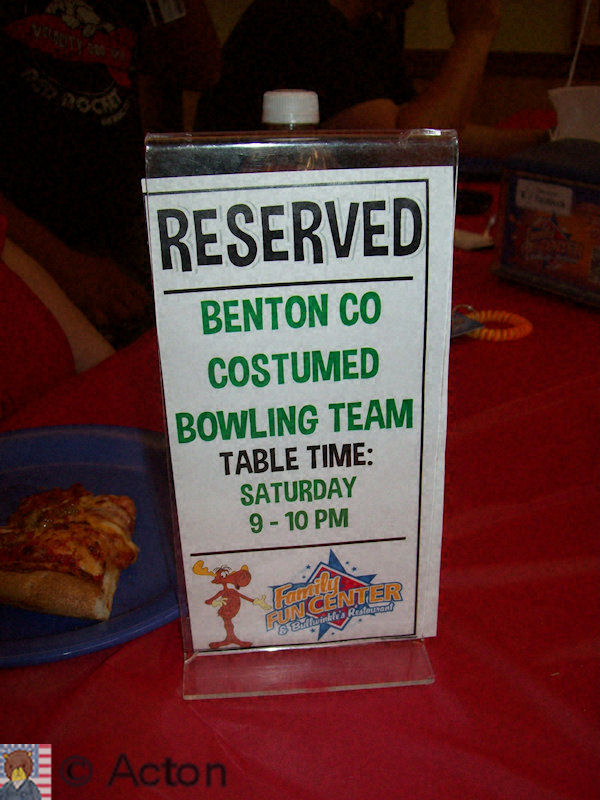 RESERVED
BENTON CO
COSTUMED
BOWLING TEAM
TABLE TIME:
SATURDAY
9 - 10 PM
Family
FUN CENTER
& Bullwinkle's Restaurant
© Acton